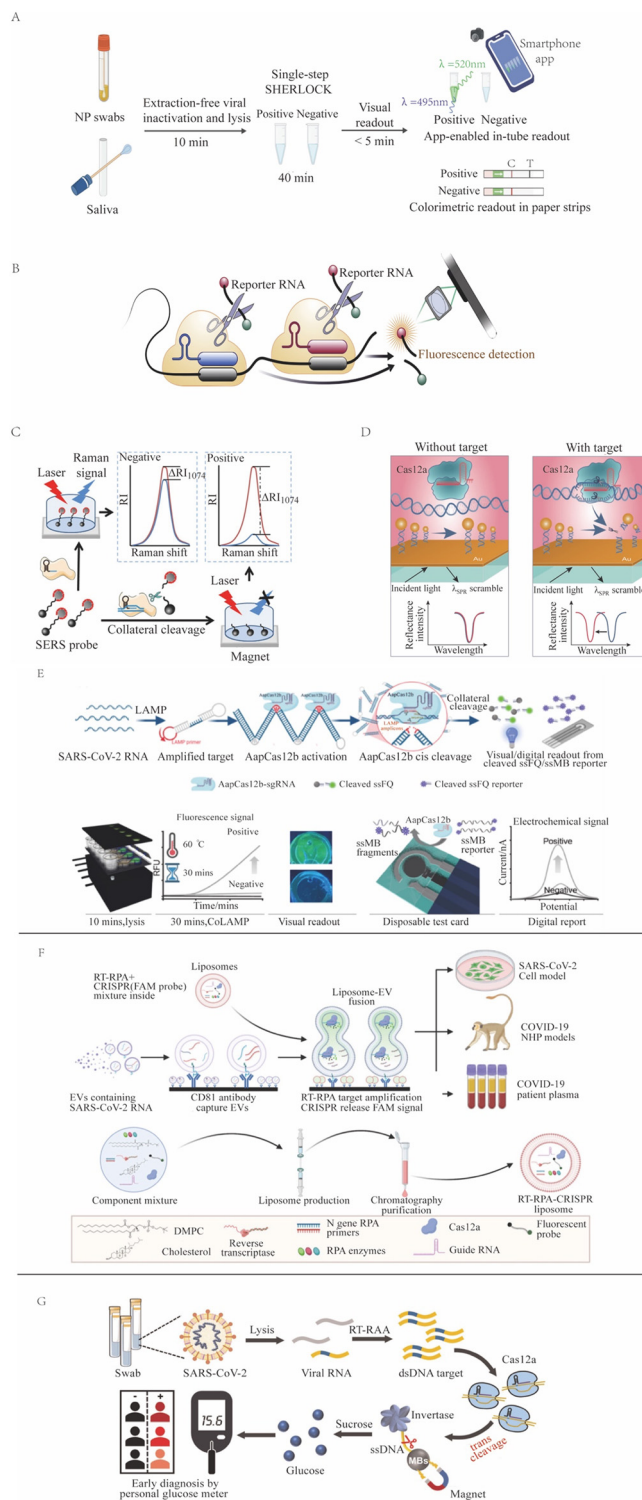 A
NP swabs
Saliva
Extraction-free viral
inactivation and lysis
10 min
Single-step
SHERLOCK
Positive Negative
40 min
Visual
readout
< 5 min
λ =520nm
λ=495nm
Smartphone
app
Positive Negative
App-enabled in-tube readout
C T
Positive
Negative
Colorimetric readout in paper strips
B
Reporter RNA
Reporter RNA
Fluorescence detection
C
Laser
Raman
signal
Negative
ΔRI1074
RI
Raman shift
Positive
ΔRI1074
RI
Raman shift
SERS probe
Collateral cleavage
Laser
Magnet
D
Without target
Cas12a
Au
Incident light
λSPR scramble
Reflectance
intensity
Wavelength
With target
Cas12a
Au
Incident light
λSPR scramble
Reflectance
intensity
Wavelength
E
LAMP
SARS-CoV-2 RNA
LAMP primer
Amplified target
AapCas12b-sgRNA
AapCas12b-sgRNA
AapCas12b activation
AapCas12b-sgRNA
LAMP
amplicons
AapCas12b cis cleavage
Collateral
cleavage
Visual/digital readout from
cleaved ssFQ/ssMB reporter
AapCas12b-sgRNA
Cleaved ssFQ
Cleaved ssFQ reporter
10 mins,lysis
Fluorescence signal
60 °C
30 mins
Positive
Negative
RFU
Time/mins
30 mins,CoLAMP
Visual readout
AapCas12b
ssMB
fragments
ssMB
reporter
Disposable test card
Electrochemical signal
Positive
Negative
Current/nA
Potential
Digital report
F
RT-RPA+
CRISPR(FAM probe)
mixture inside
Liposomes
EVs containing
SARS-CoV-2 RNA
CD81 antibody
capture EVs
Liposome-EV
fusion
RT-RPA target amplification
CRISPR release FAM signal
SARS-CoV-2
Cell model
COVID-19
NHP models
COVID-19
patient plasma
Component mixture
Liposome production
Chromatography
purification
RT-RPA-CRISPR
liposome
DMPC
Cholesterol
Reverse
transcriptase
N gene RPA
primers
RPA enzymes
Cas12a
Guide RNA
Fluorescent
probe
G
Swab
SARS-CoV-2
Lysis
Viral RNA
RT-RAA
dsDNA target
Cas12a
trans
cleavage
Invertase
ssDNA
MBs
Magnet
Sucrose
Glucose
15.6
- +
Early diagnosis by
personal glucose meter